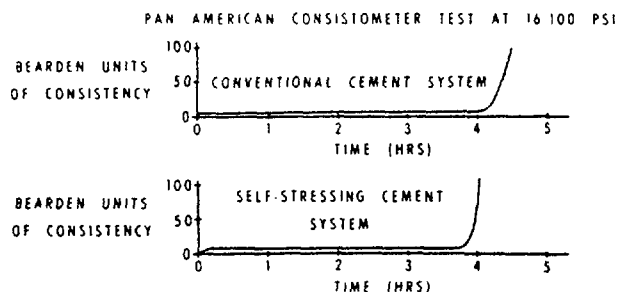 PAN AMERICAN CONSISTOMETER TEST AT 16 100 PSI
100
BEARDEN UNITS
OF CONSISTENCY
50
CONVENTIONAL CEMENT SYSTEM
0
0 1 2 3 4 5
TIME (HRS)
100
BEARDEN UNITS
OF CONSISTENCY
50
SELF-STRESSING CEMENT
SYSTEM
0
0 1 2 3 4 5
TIME (HRS)